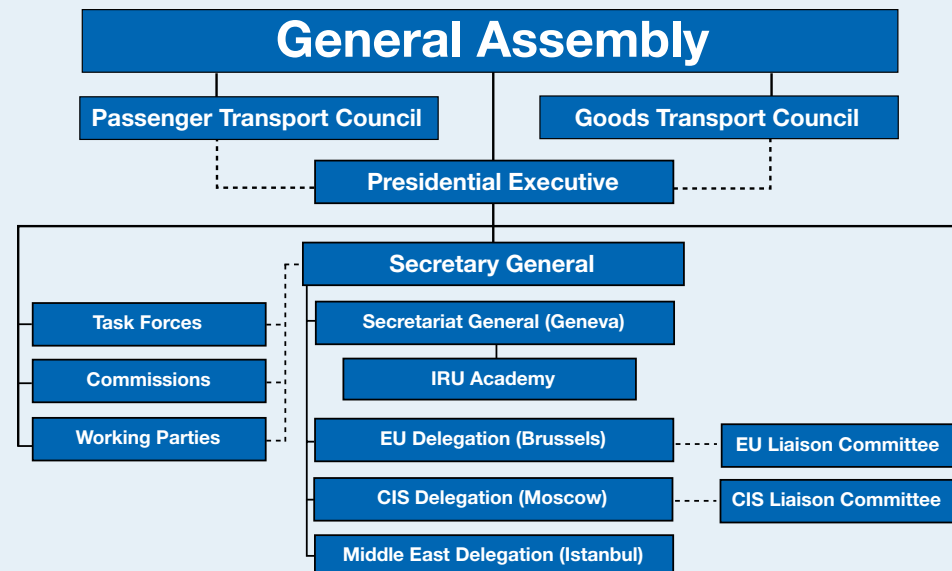 General Assembly
Passenger Transport Council
Goods Transport Council
Presidential Executive
Secretary General
Task Forces
Secretariat General (Geneva)
Commissions
IRU Academy
Working Parties
EU Delegation (Brussels)
EU Liaison Committee
CIS Delegation (Moscow)
CIS Liaison Committee
Middle East Delegation (Istanbul)